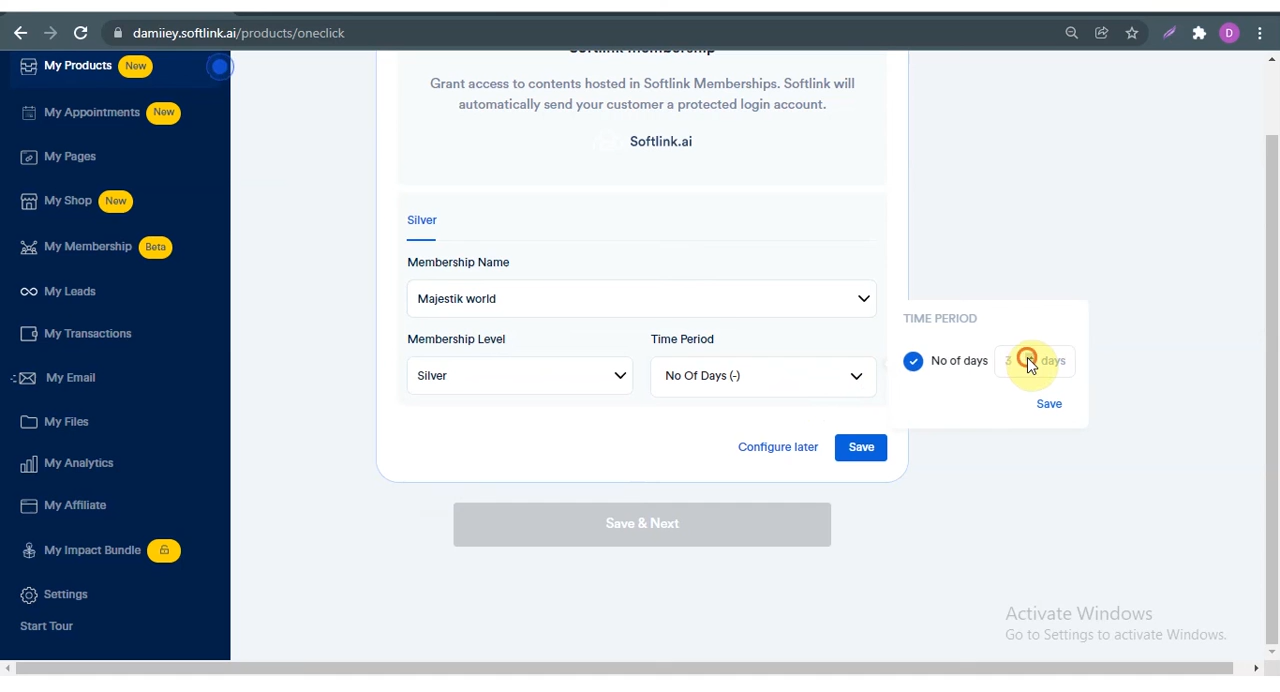 damiiey.softlink.ai/products/oneclick
D
My Products New
My Appointments New
My Pages
My Shop New
My Membership Beta
My Leads
My Transactions
My Email
My Files
My Analytics
My Affiliate
My Impact Bundle
Settings
Start Tour
Softlink Membership
Grant access to contents hosted in Softlink Memberships. Softlink will
automatically send your customer a protected login account.
Softlink.ai
Silver
Membership Name
Majestik world
Membership Level
Time Period
Silver
No Of Days (-)
Configure later
Save
Save & Next
TIME PERIOD
No of days
3
days
Save
Activate Windows
Go to Settings to activate Windows.